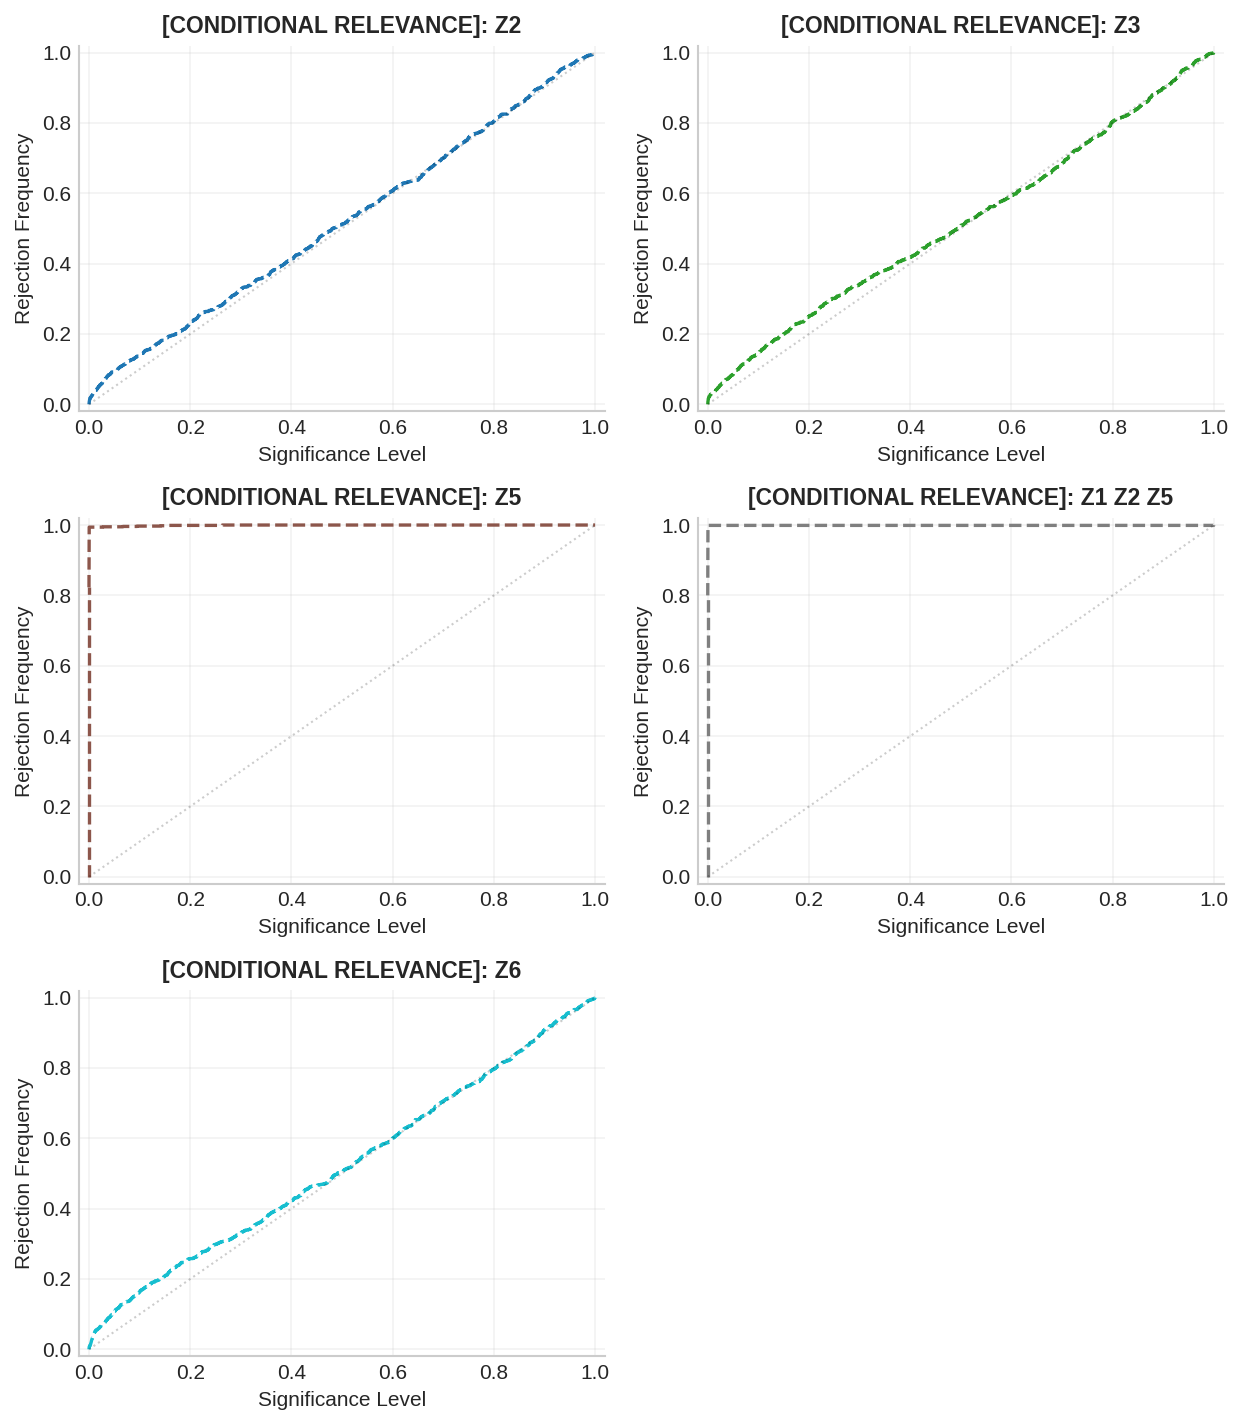 [CONDITIONAL RELEVANCE]: Z2
1.0
0.8
0.6
0.4
0.2
0.0
Rejection Frequency
0.0 0.2 0.4 0.6 0.8 1.0
Significance Level
[CONDITIONAL RELEVANCE]: Z3
1.0
0.8
0.6
0.4
0.2
0.0
Rejection Frequency
0.0 0.2 0.4 0.6 0.8 1.0
Significance Level
[CONDITIONAL RELEVANCE]: Z5
1.0
0.8
0.6
0.4
0.2
0.0
Rejection Frequency
0.0 0.2 0.4 0.6 0.8 1.0
Significance Level
[CONDITIONAL RELEVANCE]: Z1 Z2 Z5
1.0
0.8
0.6
0.4
0.2
0.0
Rejection Frequency
0.0 0.2 0.4 0.6 0.8 1.0
Significance Level
[CONDITIONAL RELEVANCE]: Z6
1.0
0.8
0.6
0.4
0.2
0.0
Rejection Frequency
0.0 0.2 0.4 0.6 0.8 1.0
Significance Level